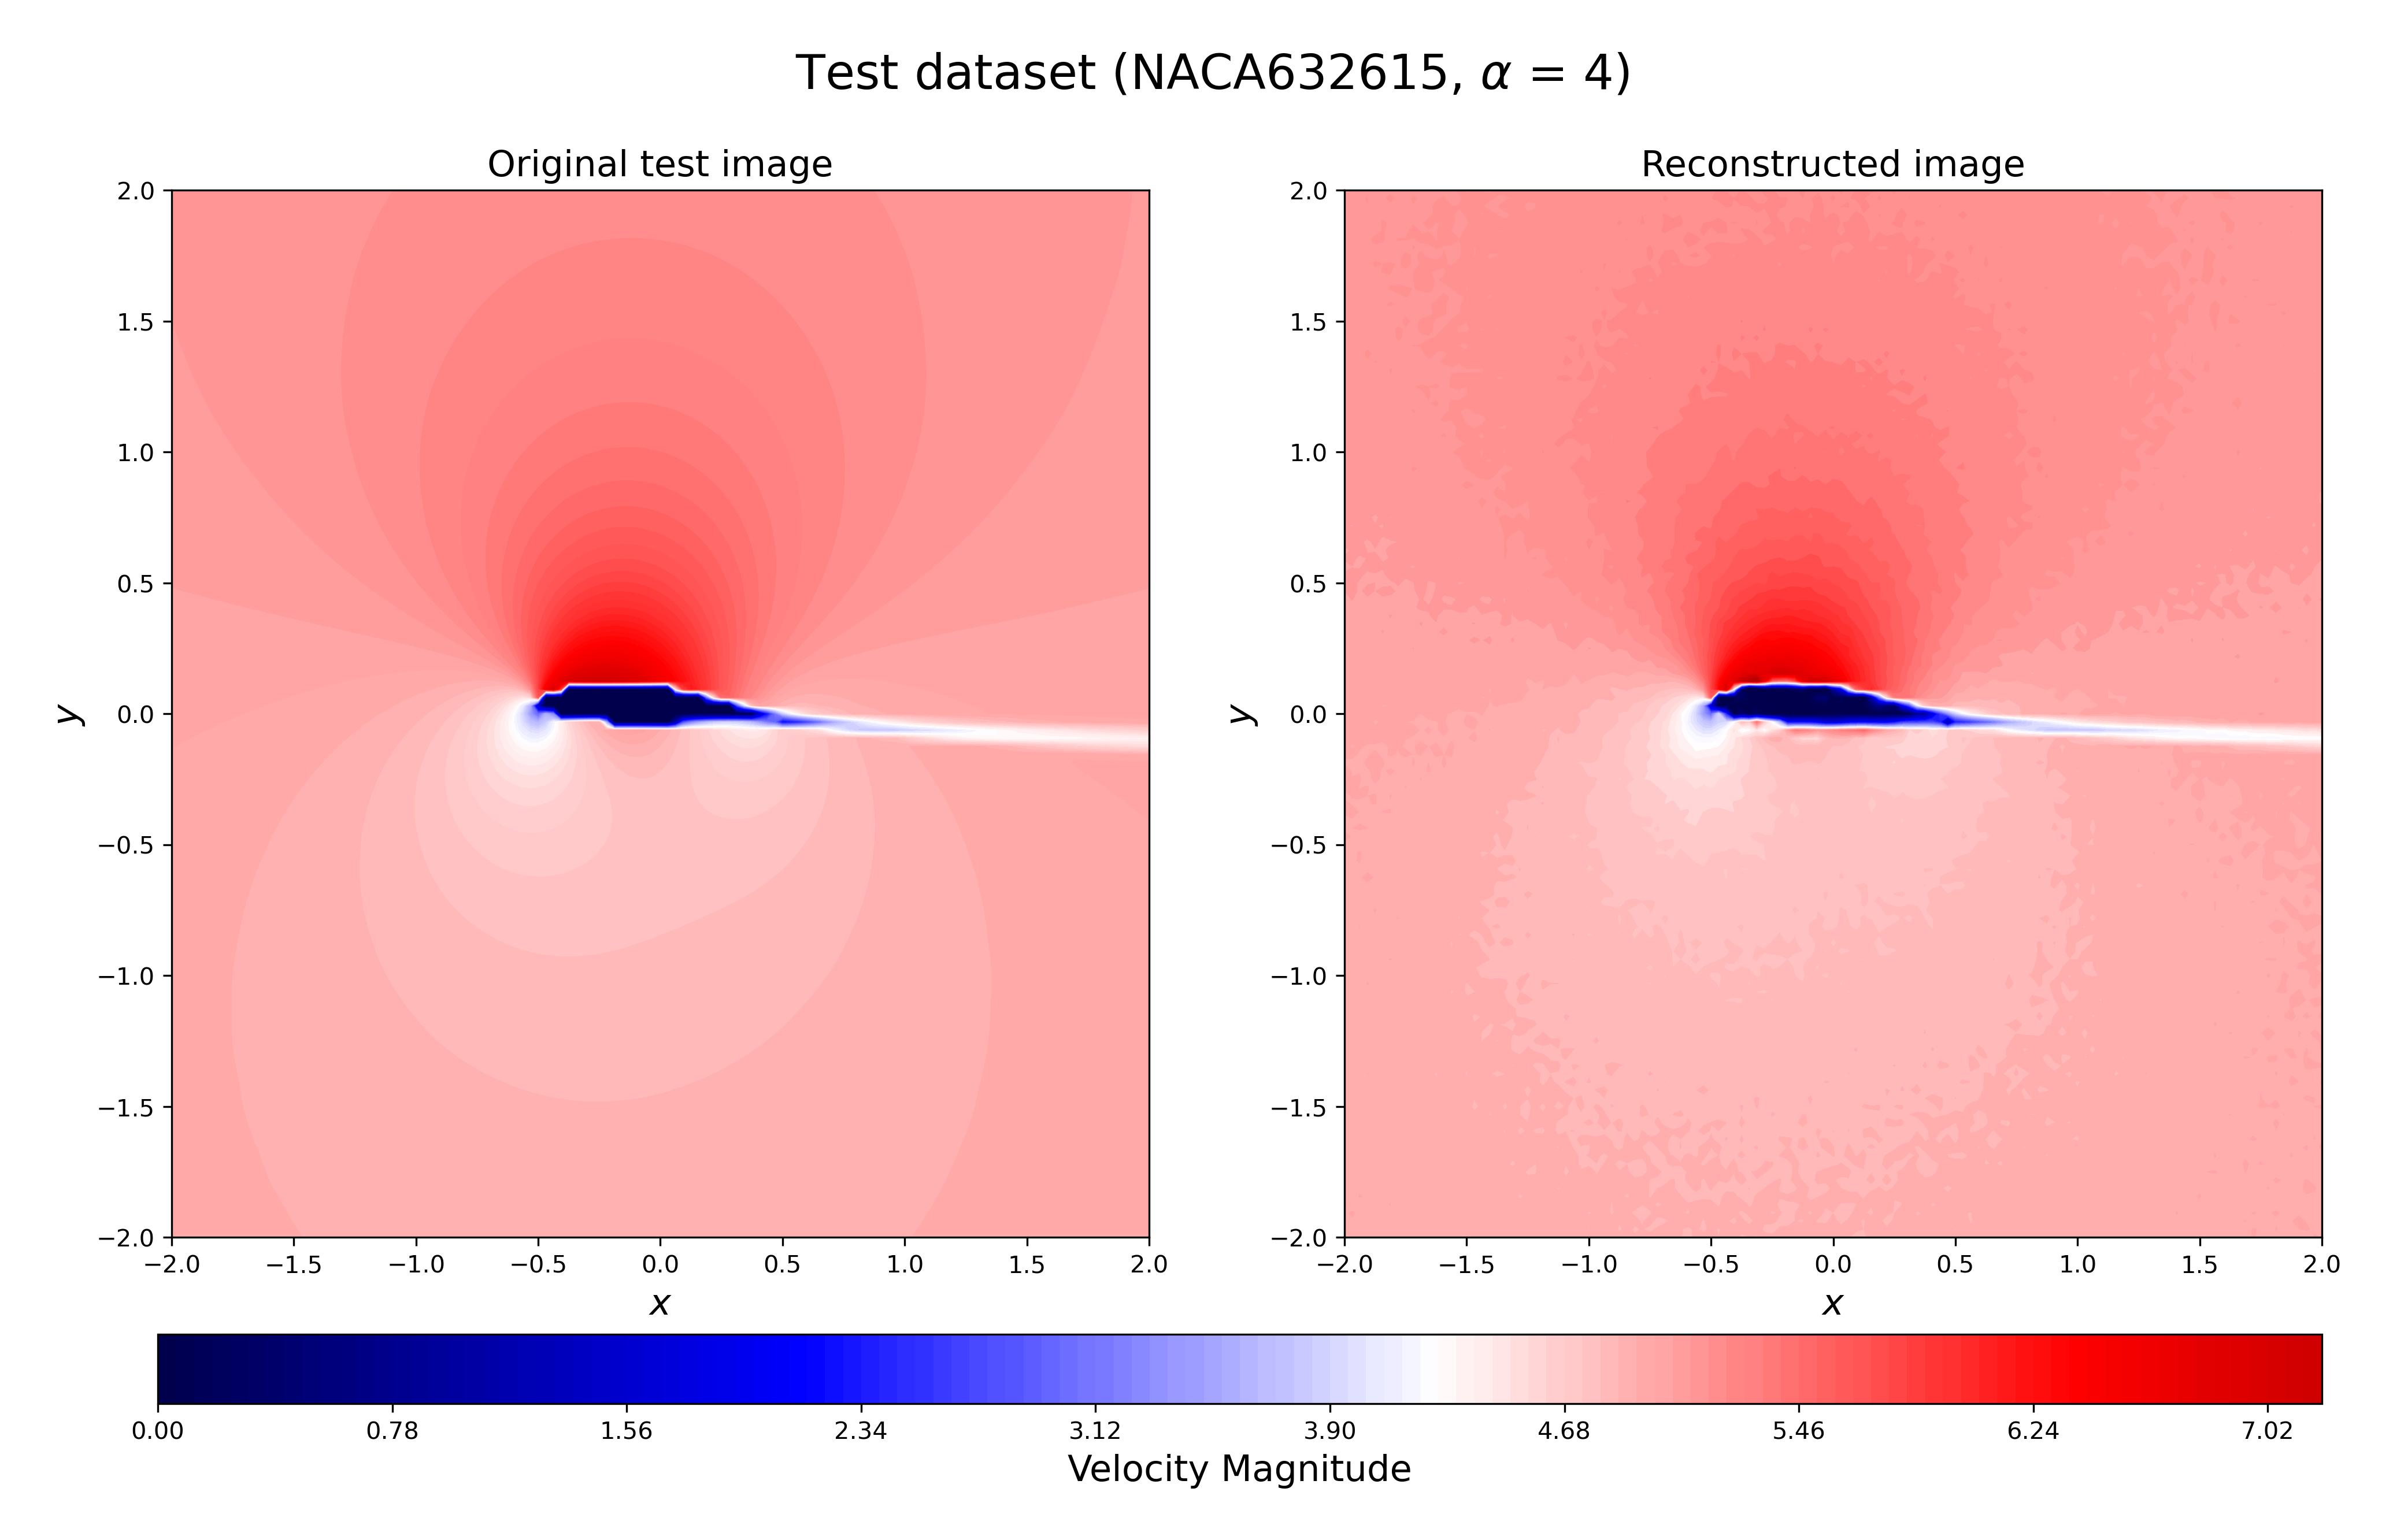 Test dataset (NACA632615, α = 4)
Original test image
2.0
1.5
1.0
0.5
0.0
−0.5
−1.0
−1.5
−2.0
y
−2.0 −1.5 −1.0 −0.5 0.0 0.5 1.0 1.5 2.0
x
Reconstructed image
2.0
1.5
1.0
0.5
0.0
−0.5
−1.0
−1.5
−2.0
y
−2.0 −1.5 −1.0 −0.5 0.0 0.5 1.0 1.5 2.0
x
0.00 0.78 1.56 2.34 3.12 3.90 4.68 5.46 6.24 7.02
Velocity Magnitude